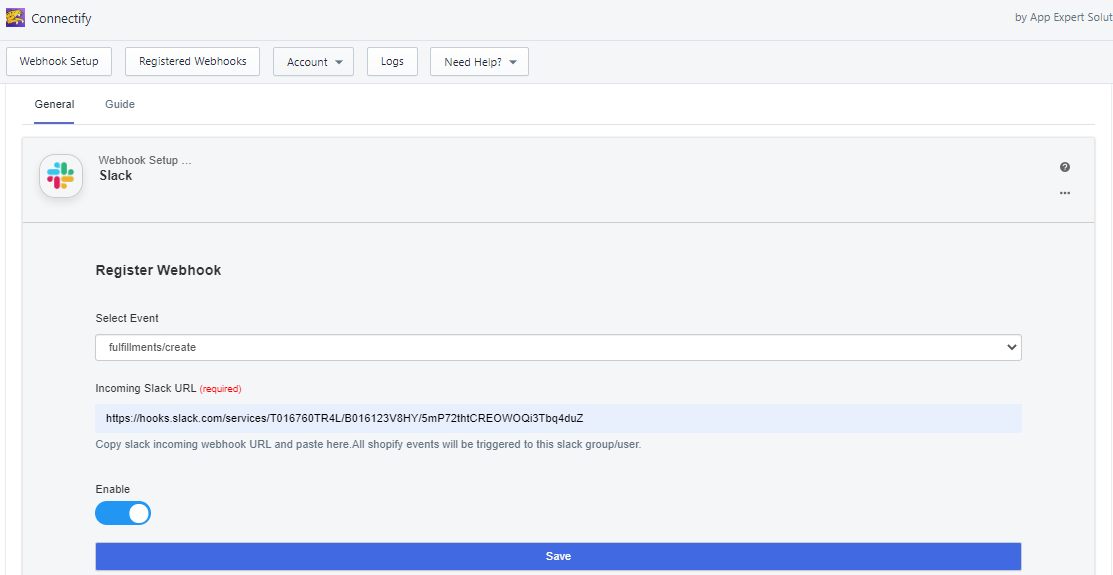 Connectify
by App Expert Solut
Webhook Setup
Registered Webhooks
Account
Logs
Need Help?
General
Guide
Webhook Setup ...
Slack
Register Webhook
Select Event
fulfillments/create
Incoming Slack URL (required)
https://hooks.slack.com/services/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
Copy slack incoming webhook URL and paste here.All shopify events will be triggered to this slack group/user.
Enable
Save